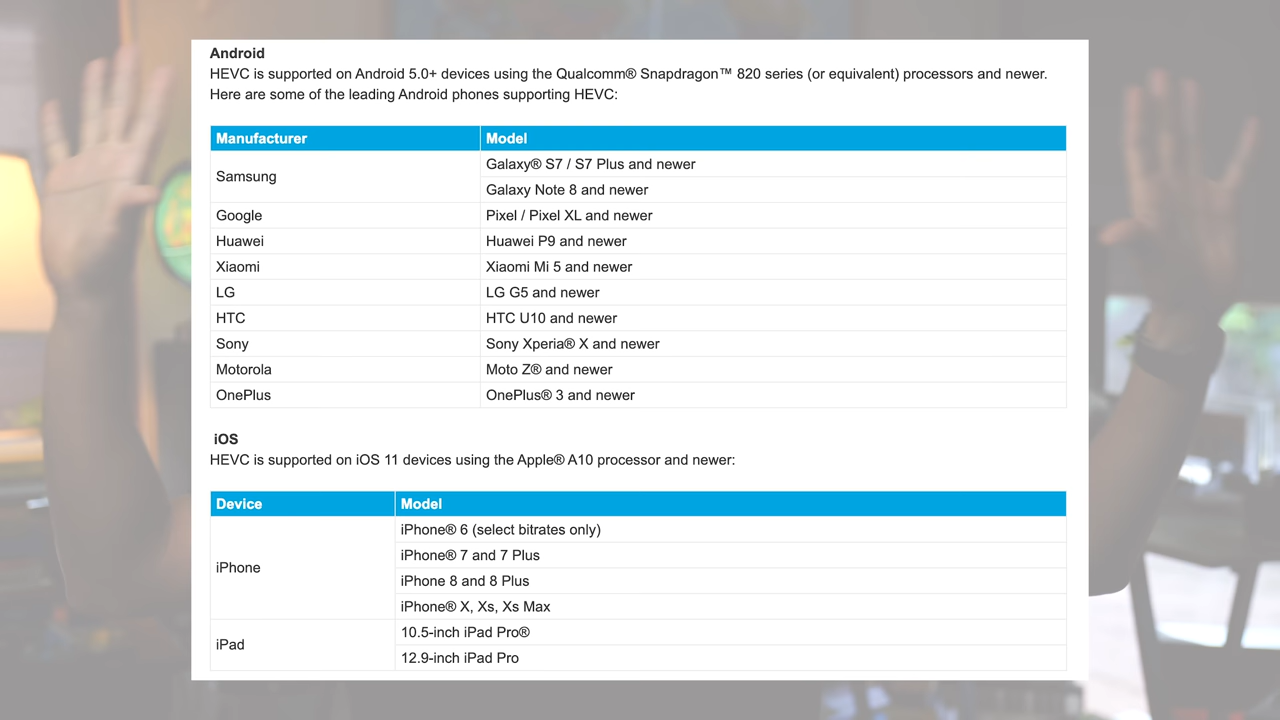 Android
HEVC is supported on Android 5.0+ devices using the Qualcomm® Snapdragon™ 820 series (or equivalent) processors and newer.
Here are some of the leading Android phones supporting HEVC:
Manufacturer Model
Samsung
Galaxy® S7 / S7 Plus and newer
Galaxy Note 8 and newer
Google Pixel / Pixel XL and newer
Huawei Huawei P9 and newer
Xiaomi Xiaomi Mi 5 and newer
LG LG G5 and newer
HTC HTC U10 and newer
Sony Sony Xperia® X and newer
Motorola Moto Z® and newer
OnePlus OnePlus® 3 and newer
iOS
HEVC is supported on iOS 11 devices using the Apple® A10 processor and newer:
Device Model
iPhone
iPhone® 6 (select bitrates only)
iPhone® 7 and 7 Plus
iPhone 8 and 8 Plus
iPhone® X, Xs, Xs Max
iPad
10.5-inch iPad Pro®
12.9-inch iPad Pro